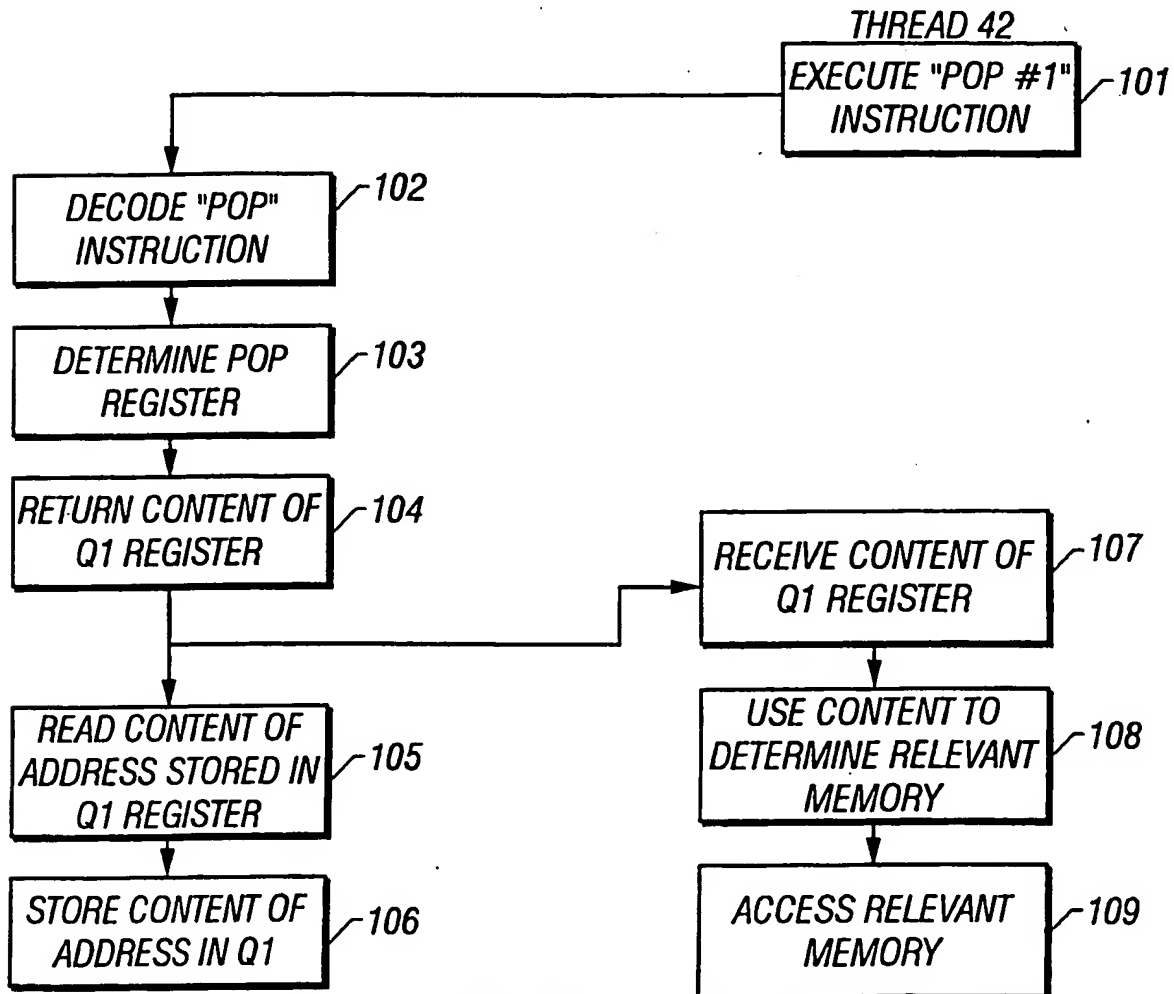 THREAD 42
EXECUTE "POP #1"
INSTRUCTION
101
DECODE "POP"
INSTRUCTION
102
DETERMINE POP
REGISTER
103
RETURN CONTENT OF
Q1 REGISTER
104
RECEIVE CONTENT OF
Q1 REGISTER
107
READ CONTENT OF
ADDRESS STORED IN
Q1 REGISTER
105
USE CONTENT TO
DETERMINE RELEVANT
MEMORY
108
STORE CONTENT OF
ADDRESS IN Q1
106
ACCESS RELEVANT
MEMORY
109